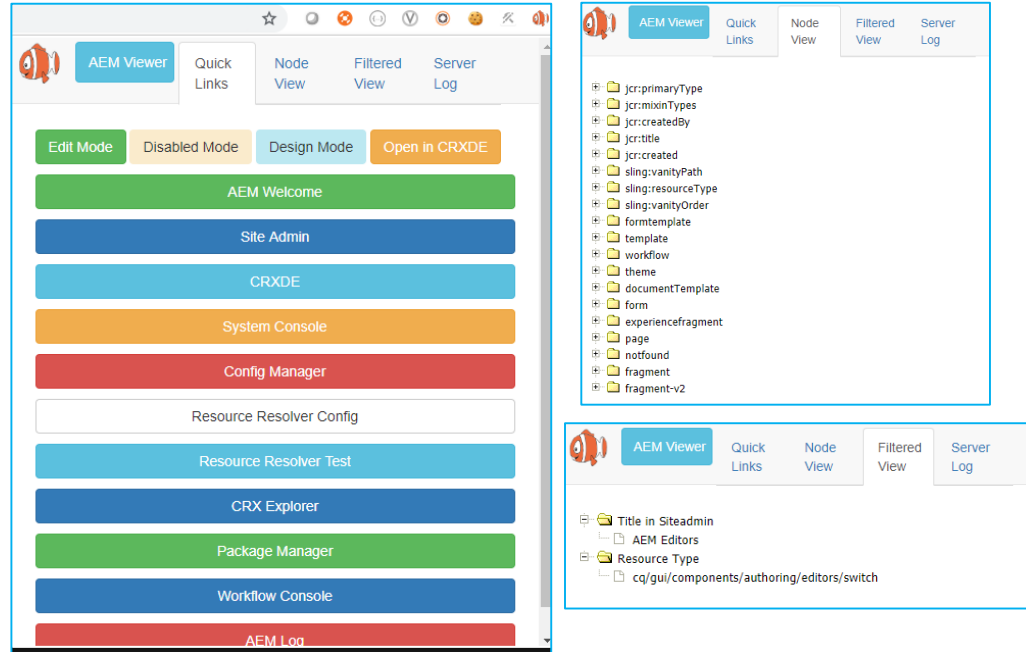 AEM Viewer
Quick Links
Node View
Filtered View
Server Log
Edit Mode
Disabled Mode
Design Mode
Open in CRXDE
AEM Welcome
Site Admin
CRXDE
System Console
Config Manager
Resource Resolver Config
Resource Resolver Test
CRX Explorer
Package Manager
Workflow Console
AEM Log
AEM Viewer
Quick Links
Node View
Filtered View
Server Log
jcr:primaryType
jcr:mixinTypes
jcr:createdBy
jcr:title
jcr:created
sling:vanityPath
sling:resourceType
sling:vanityOrder
formtemplate
template
workflow
theme
documentTemplate
form
experiencefragment
page
notfound
fragment
fragment-v2
AEM Viewer
Quick Links
Node View
Filtered View
Server Log
Title in Siteadmin
AEM Editors
Resource Type
cq/gui/components/authoring/editors/switch